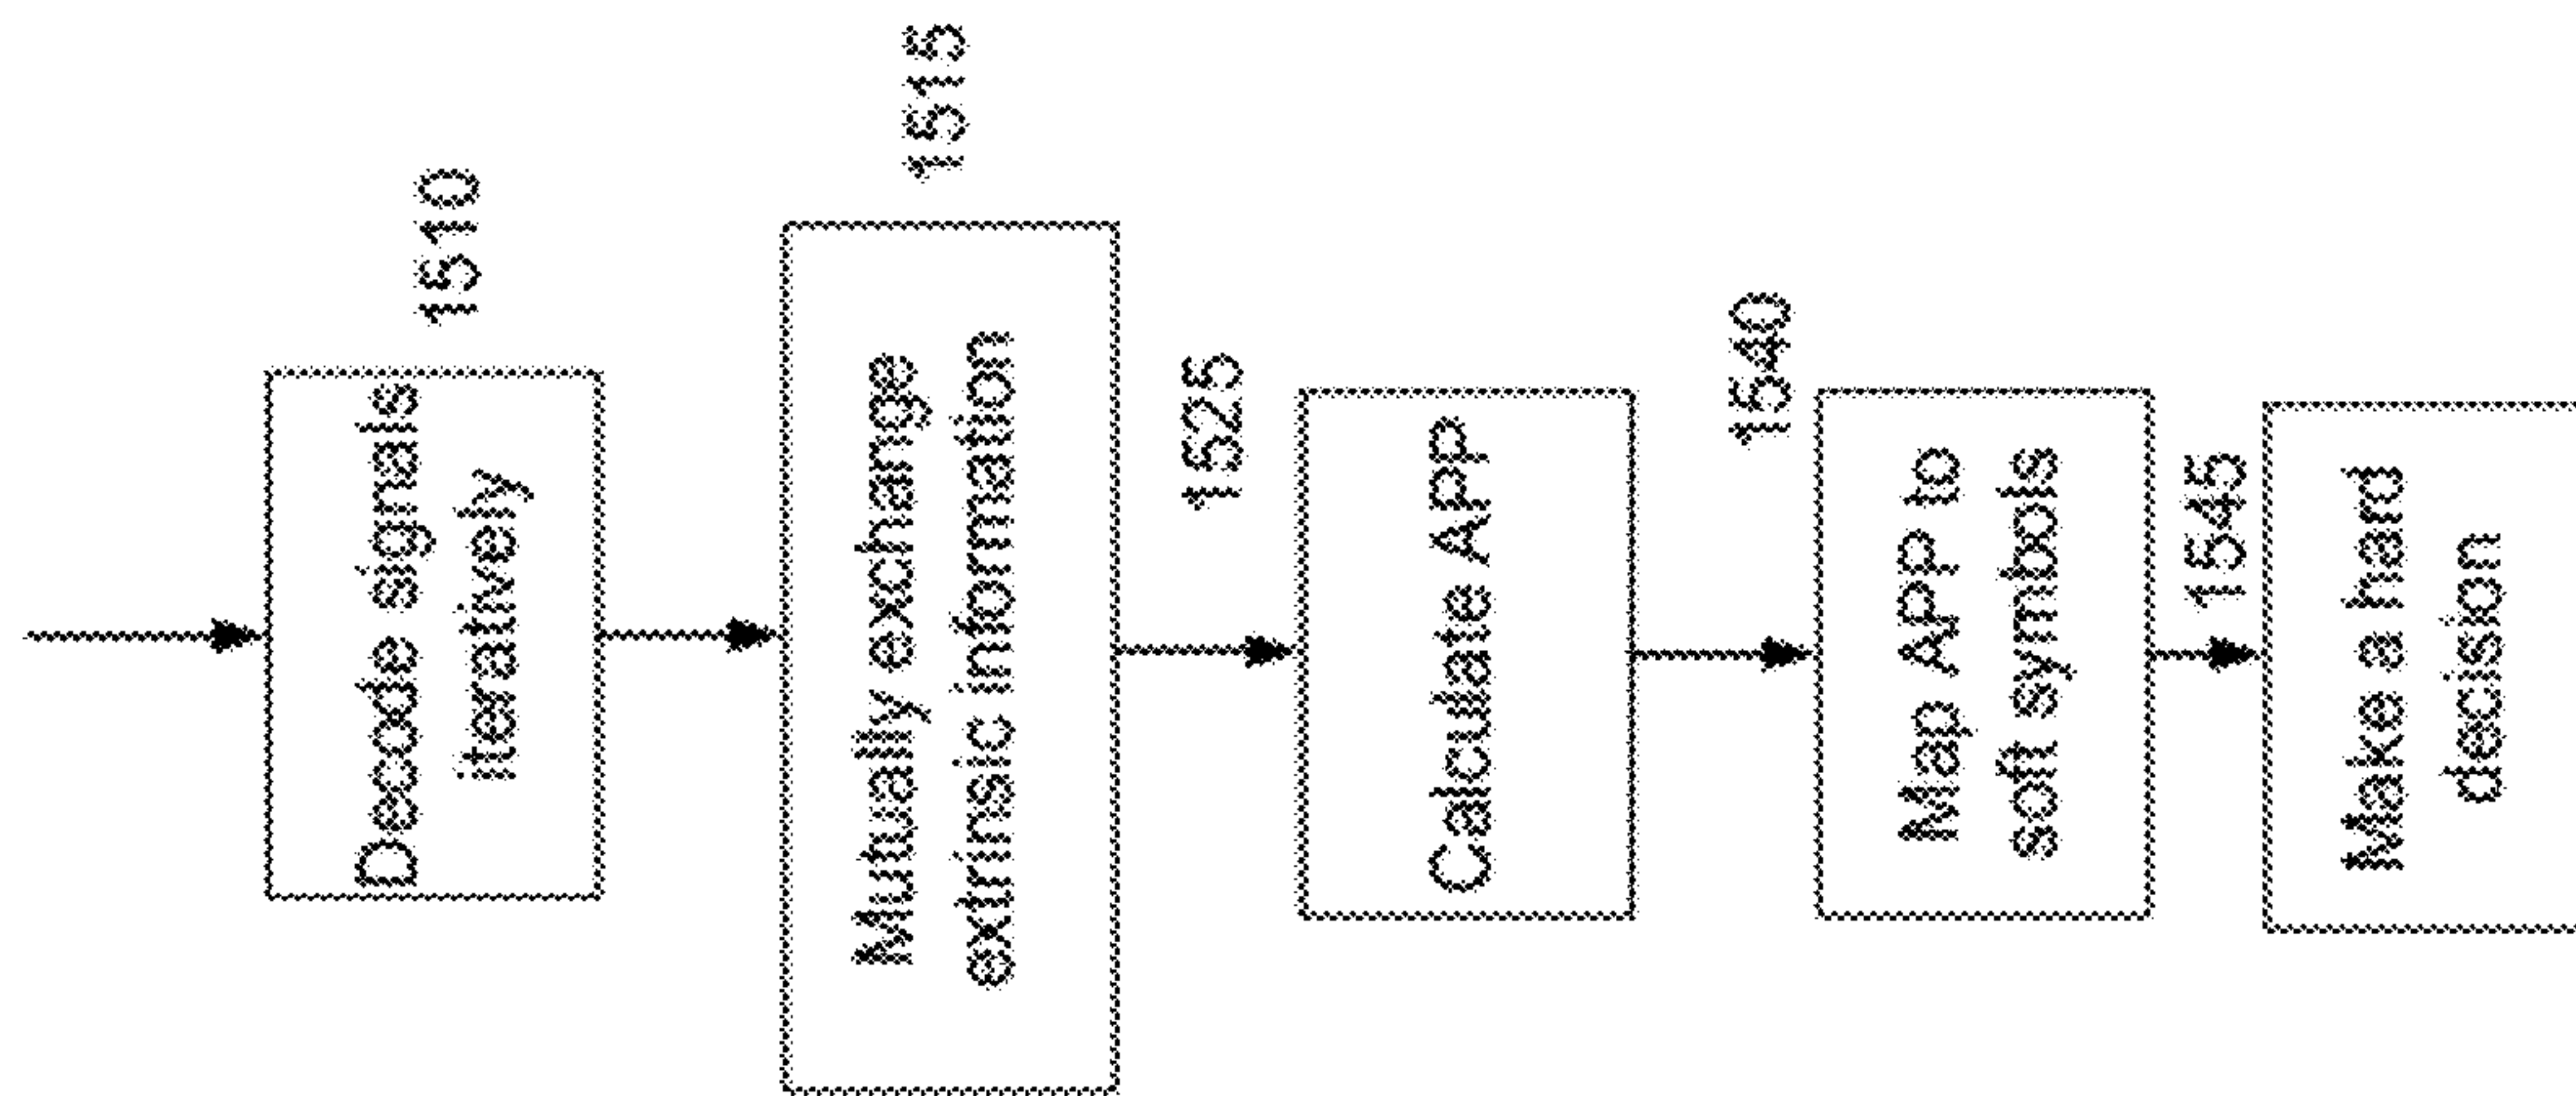 1510
Decode signals
iteratively
1515
Mutually exchange
extrinsic information
1525
Calculate APP
1540
Map APP to
soft symbols
1545
Make a hard
decision